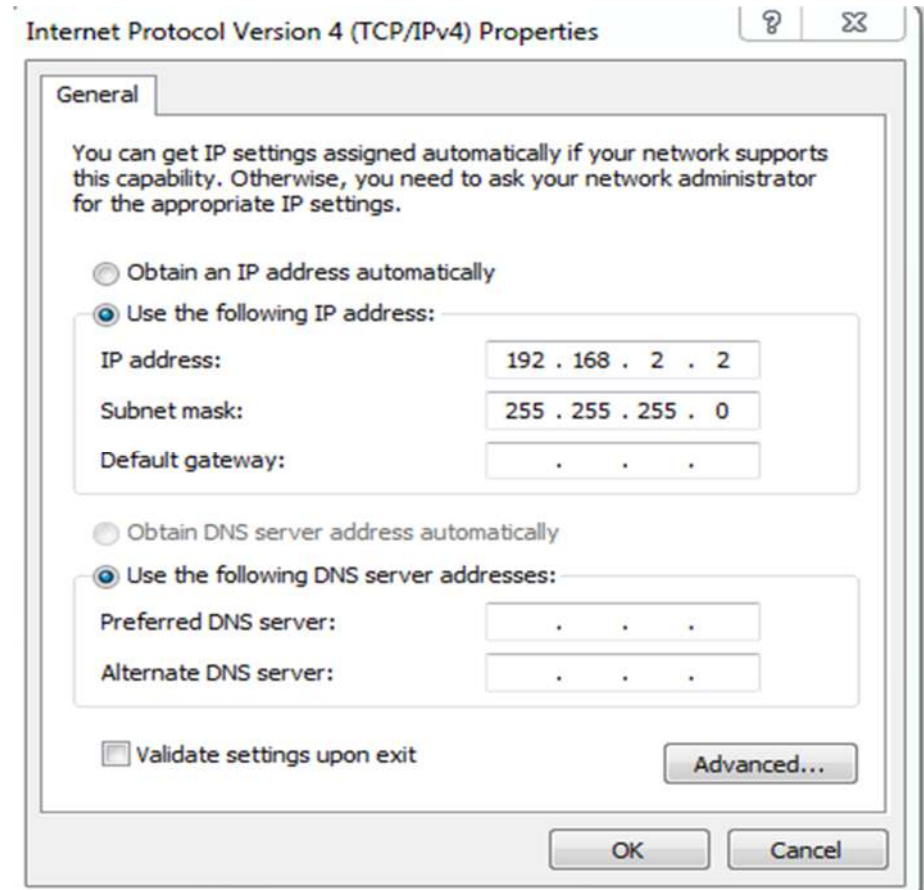 Internet Protocol Version 4 (TCP/IPv4) Properties
General
You can get IP settings assigned automatically if your network supports
this capability. Otherwise, you need to ask your network administrator
for the appropriate IP settings.
Obtain an IP address automatically
Use the following IP address:
IP address: 192 . 168 . 2 . 2
Subnet mask: 255 . 255 . 255 . 0
Default gateway: . . .
Obtain DNS server address automatically
Use the following DNS server addresses:
Preferred DNS server: . . .
Alternate DNS server: . . .
Validate settings upon exit
Advanced...
OK Cancel